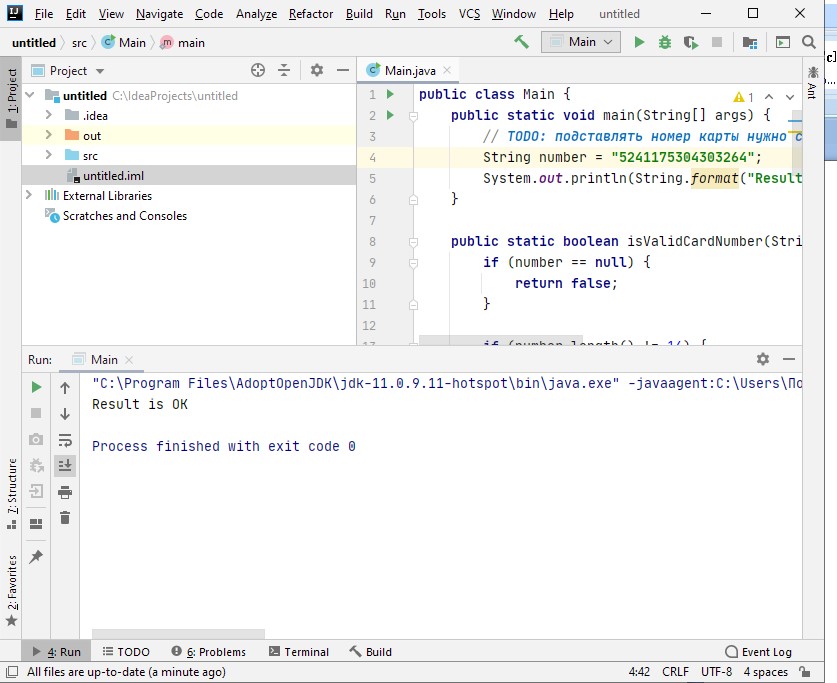 File Edit View Navigate Code Analyze Refactor Build Run Tools VCS Window Help untitled
untitled src Main main Main
Project
Main.java
1: Project
Ant
untitled C:\IdeaProjects\untitled
.idea
out
src
untitled.iml
External Libraries
Scratches and Consoles
1 public class Main {
1
2 public static void main(String[] args) {
3 // TODO: подставлять номер карты нужно с
4 String number = "5241175304303264";
5 System.out.println(String.format("Result
6 }
7
8 public static boolean isValidCardNumber(Stri
9 if (number == null) {
10 return false;
11 }
12
Run: Main
"C:\Program Files\AdoptOpenJDK\jdk-11.0.9.11-hotspot\bin\java.exe" -javaagent:C:\Users\По
Result is OK
Process finished with exit code 0
7: Structure
2: Favorites
4: Run TODO 6: Problems Terminal Build Event Log
All files are up-to-date (a minute ago) 4:42 CRLF UTF-8 4 spaces